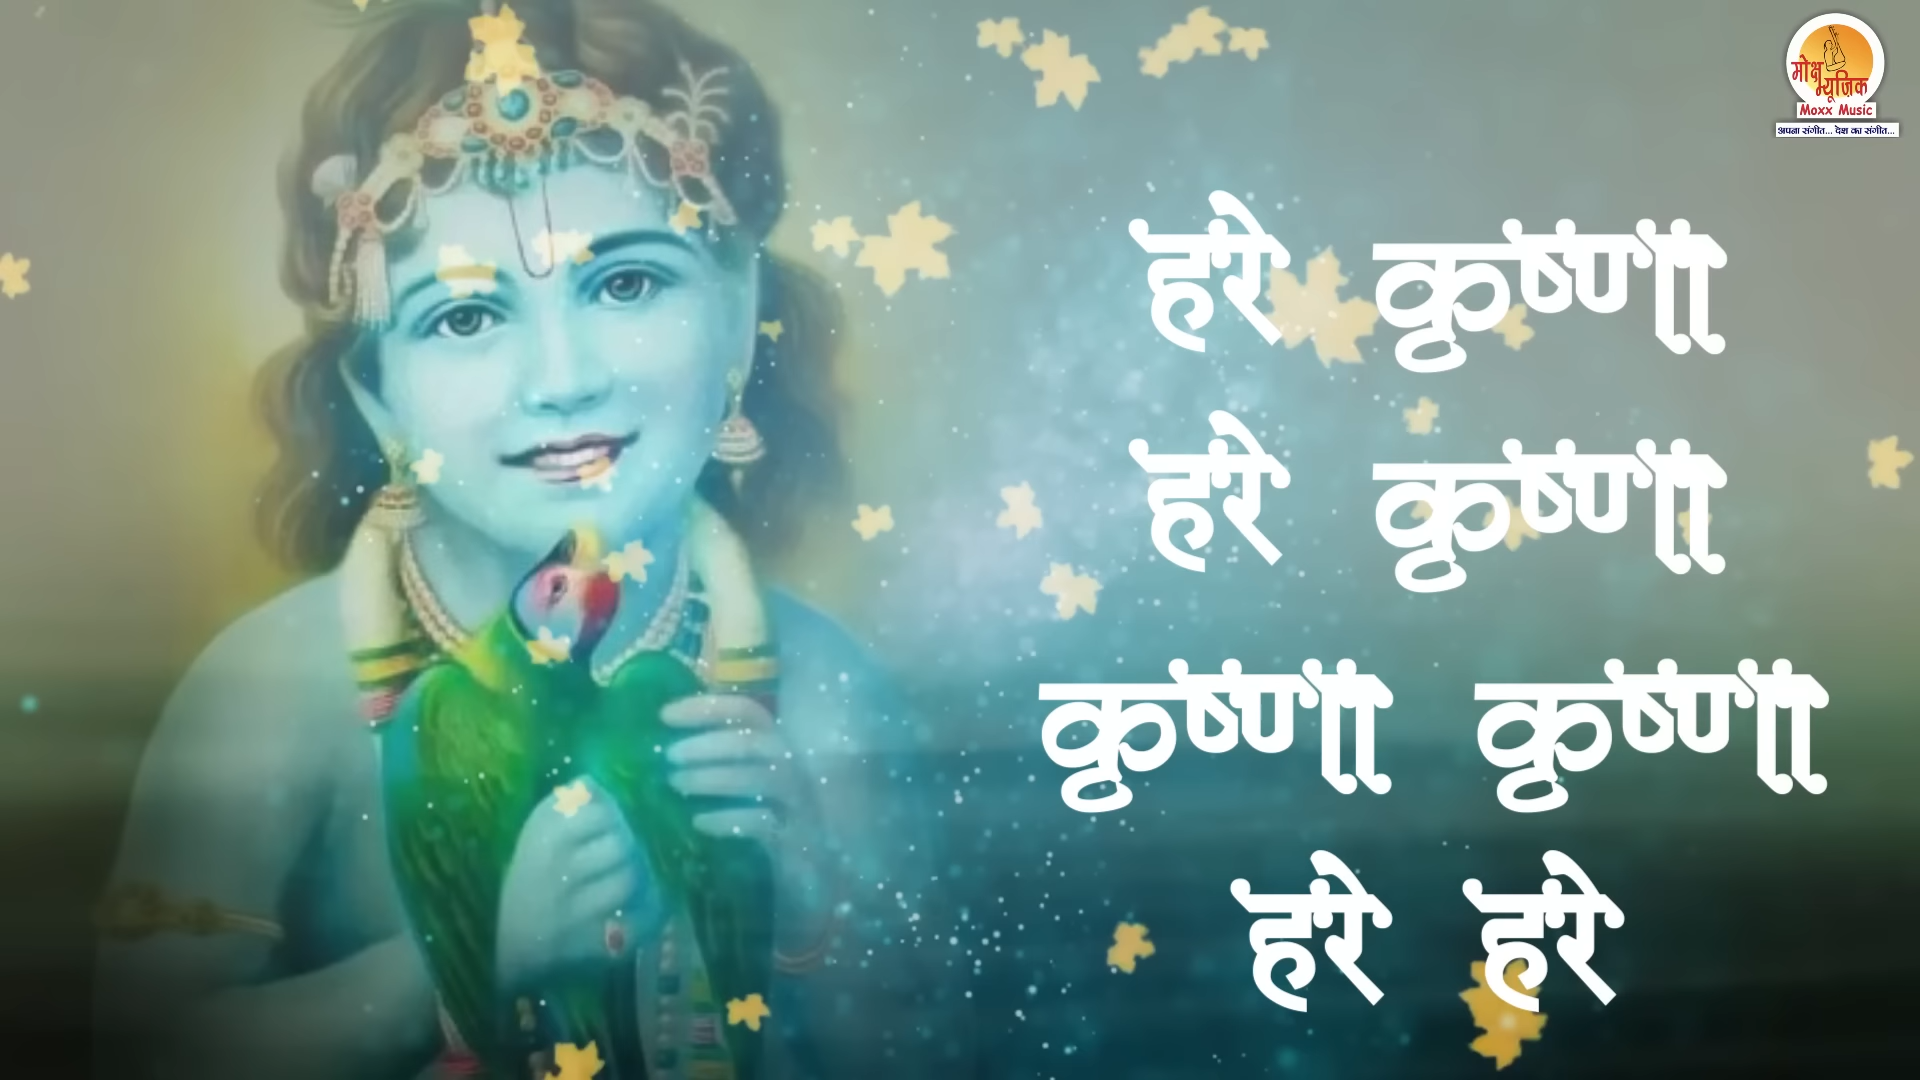 मोक्ष
म्यूज़िक
Moxx Music
अपना संगीत... देश का संगीत...
हरे कृष्णा
हरे कृष्णा
कृष्णा कृष्णा
हरे हरे